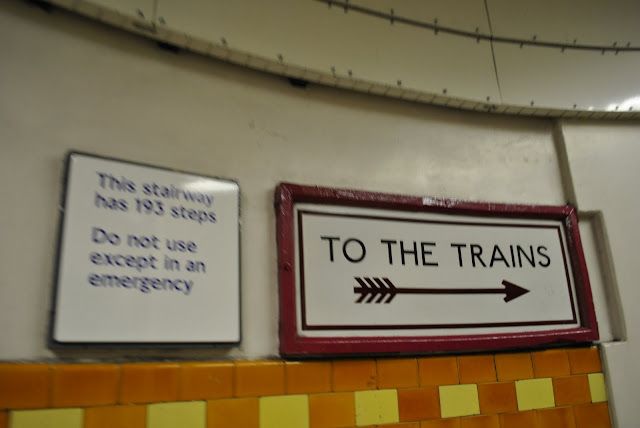 This stairway
has 193 steps
Do not use
except in an
emergency
TO THE TRAINS